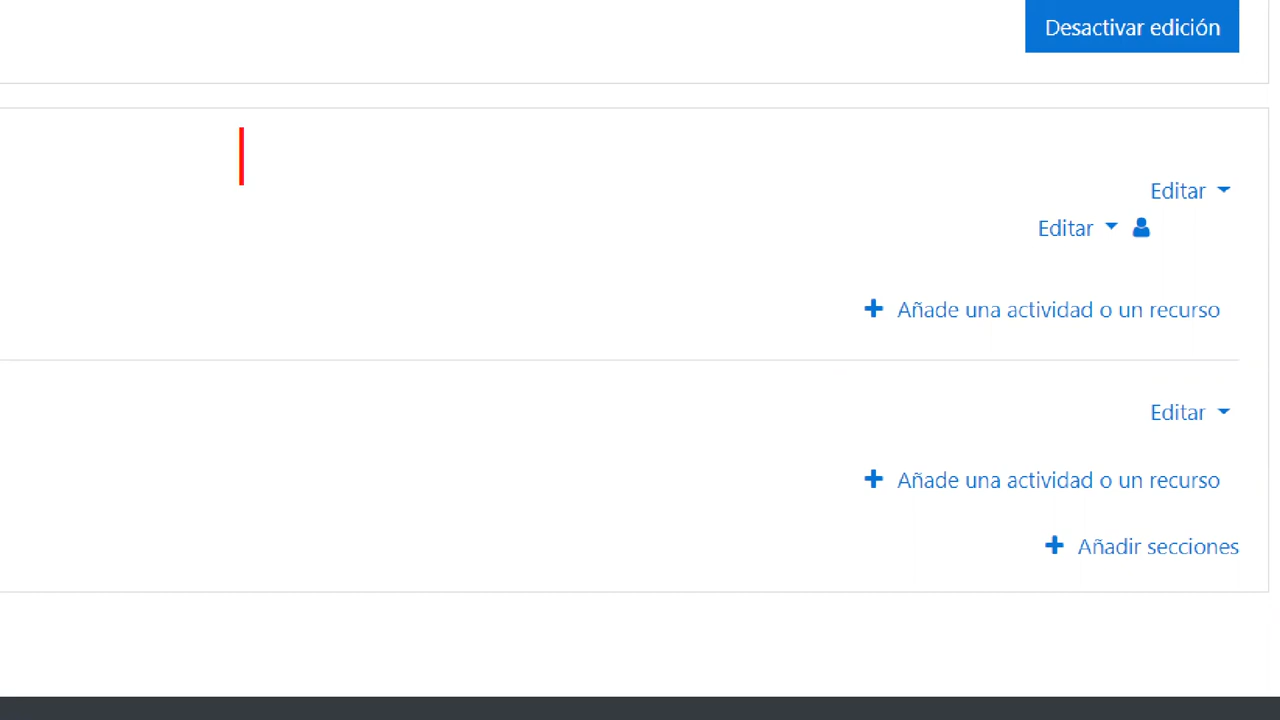 Desactivar edición
Editar
Editar
Añade una actividad o un recurso
Editar
Añade una actividad o un recurso
Añadir secciones